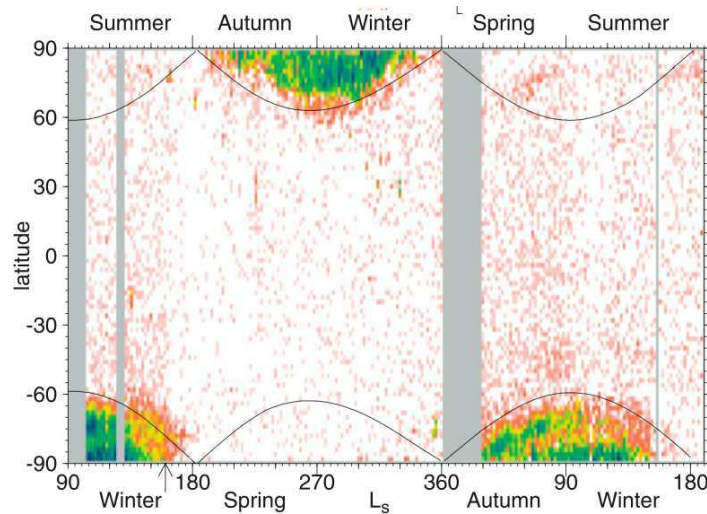 L
Summer Autumn Winter Spring Summer
90
60
30
0
-30
-60
-90
latitude
90 180 270 Ls 360 90 180
Winter Spring Autumn Winter